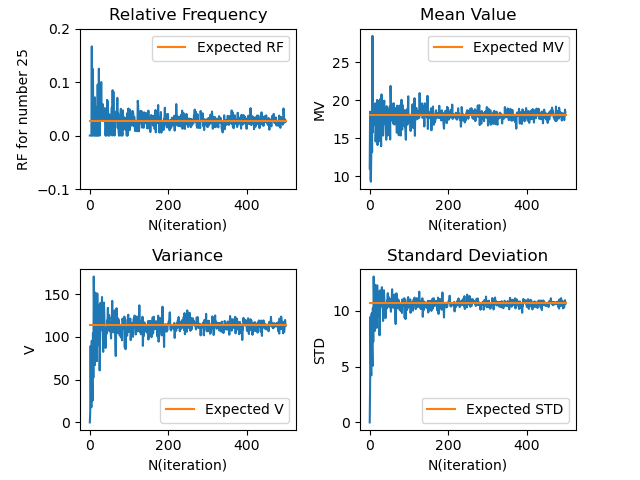 Relative Frequency
0.2
0.1
0.0
−0.1
RF for number 25
Expected RF
0
200
400
N(iteration)
Mean Value
25
20
15
10
MV
Expected MV
0
200
400
N(iteration)
Variance
150
100
50
0
V
Expected V
0
200
400
N(iteration)
Standard Deviation
10
5
0
STD
Expected STD
0
200
400
N(iteration)